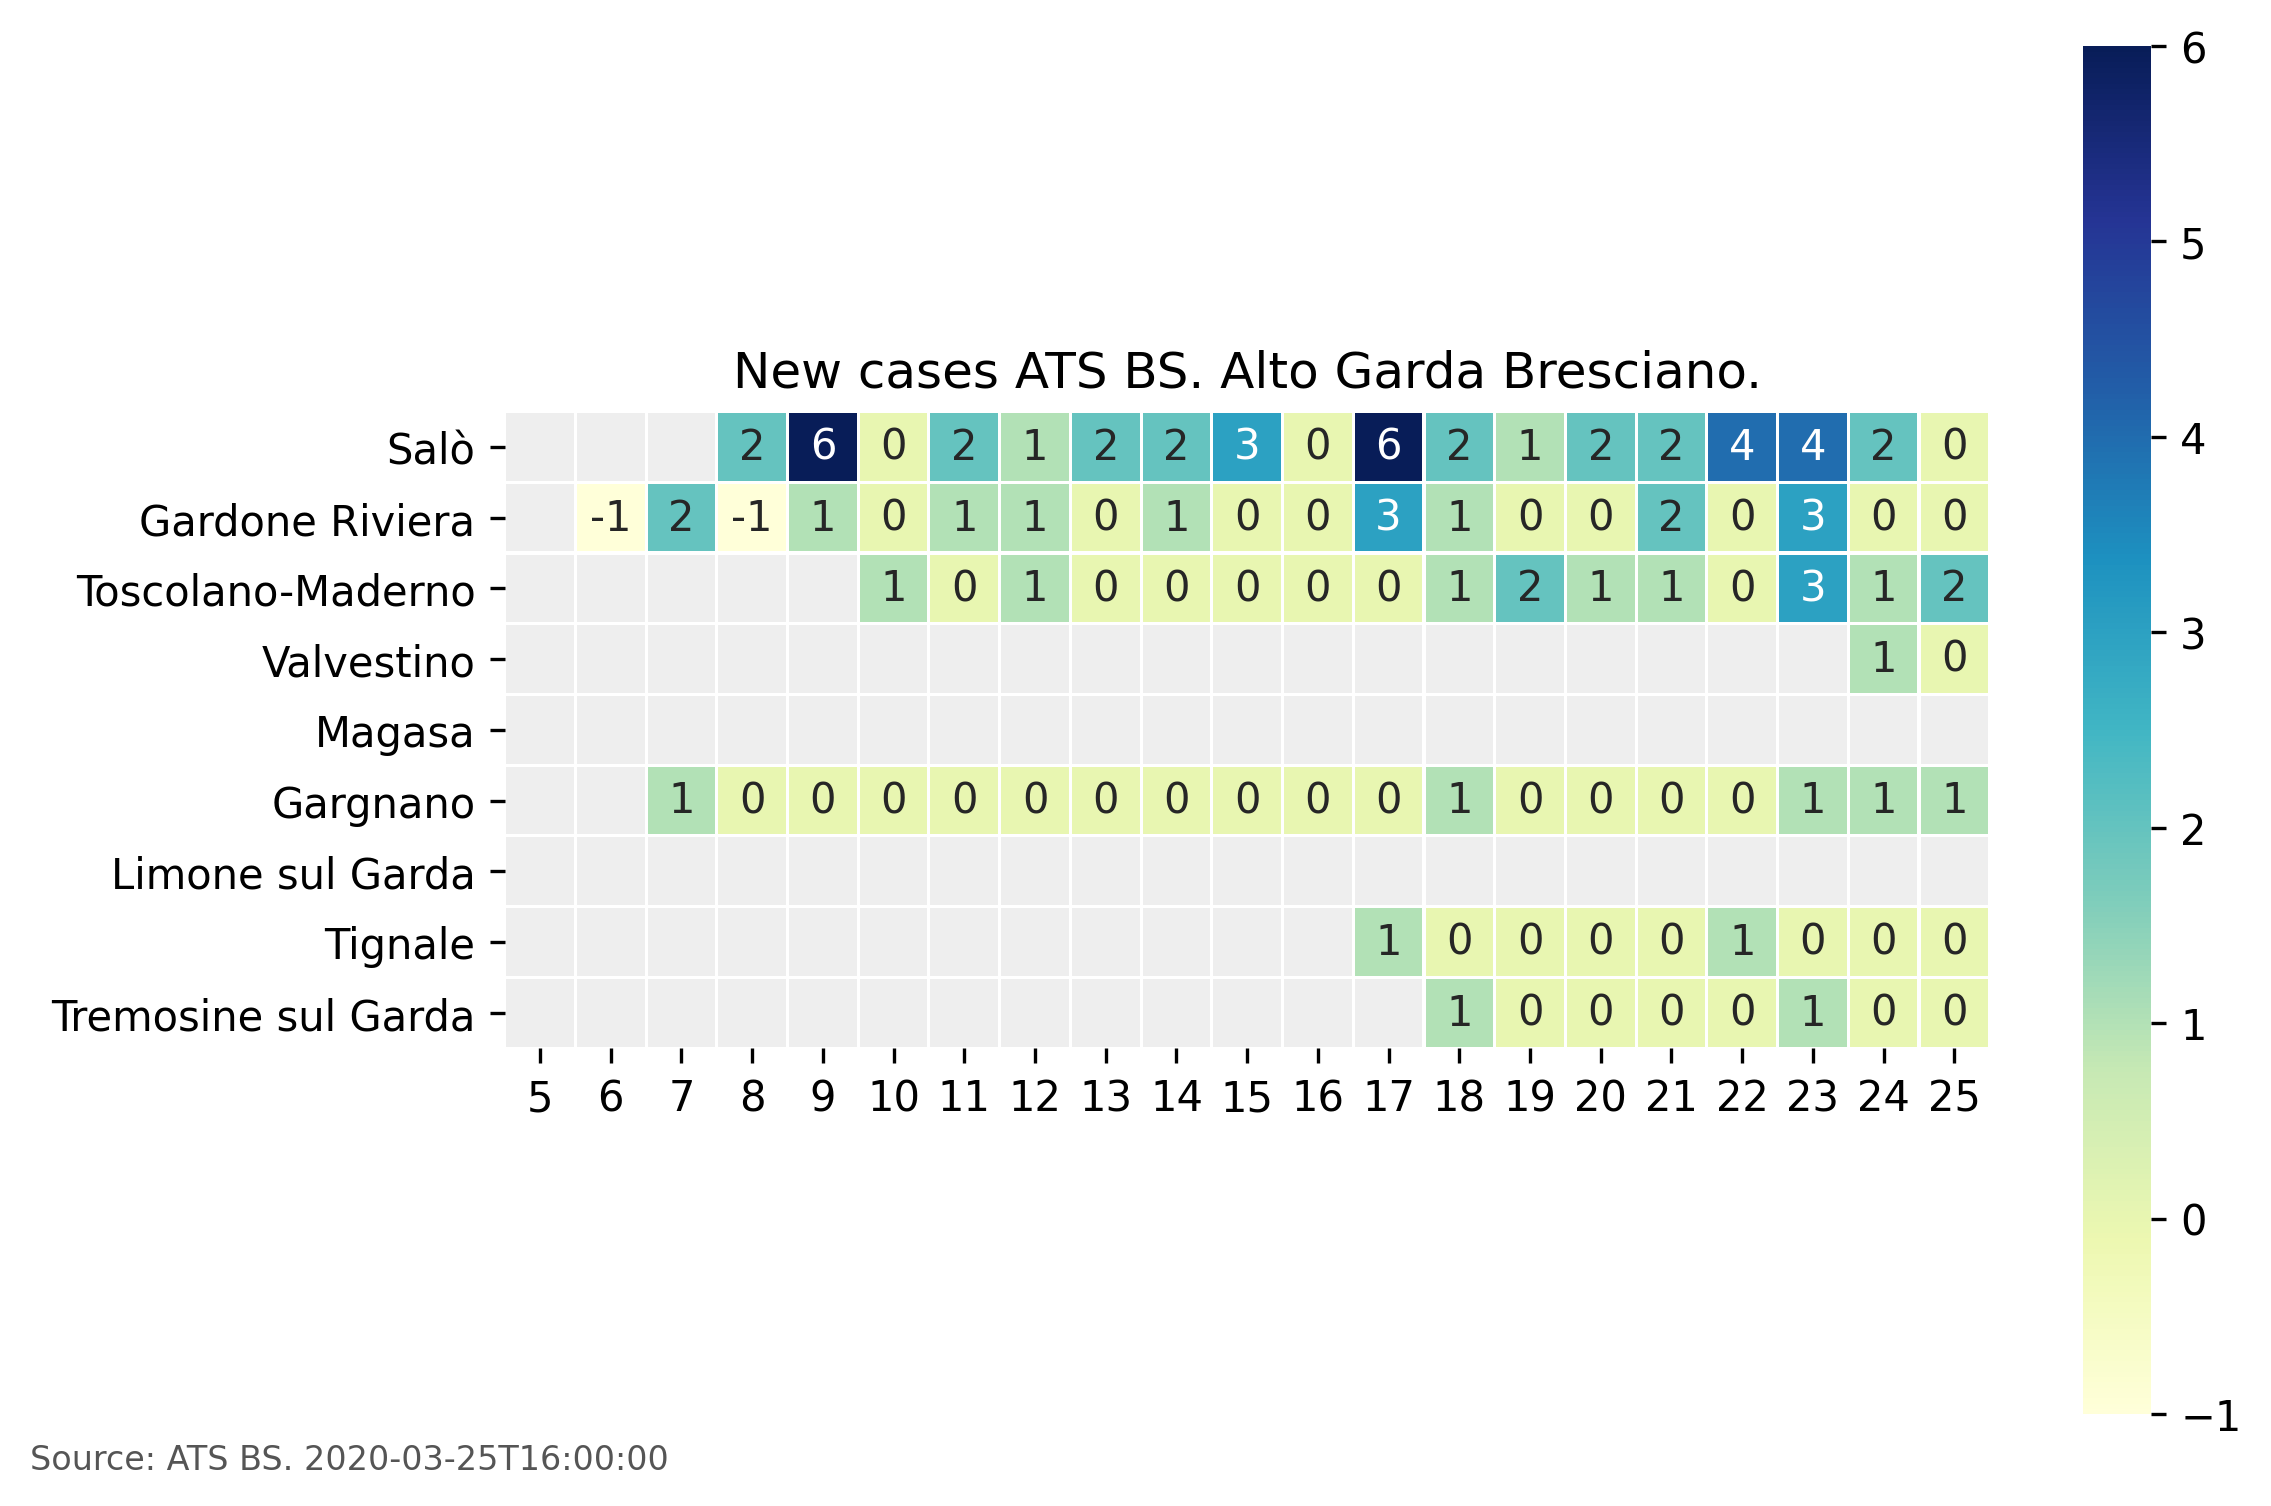 New cases ATS BS. Alto Garda Bresciano.
Salò 2 6 0 2 1 2 2 3 0 6 2 1 2 2 4 4 2 0
Gardone Riviera -1 2 -1 1 0 1 1 0 1 0 0 3 1 0 0 2 0 3 0 0
Toscolano-Maderno 1 0 1 0 0 0 0 0 1 2 1 1 0 3 1 2
Valvestino 1 0
Magasa
Gargnano 1 0 0 0 0 0 0 0 0 0 0 1 0 0 0 0 1 1 1
Limone sul Garda
Tignale 1 0 0 0 0 1 0 0 0
Tremosine sul Garda 1 0 0 0 0 1 0 0
5 6 7 8 9 10 11 12 13 14 15 16 17 18 19 20 21 22 23 24 25
6
5
4
3
2
1
0
−1
Source: ATS BS. 2020-03-25T16:00:00